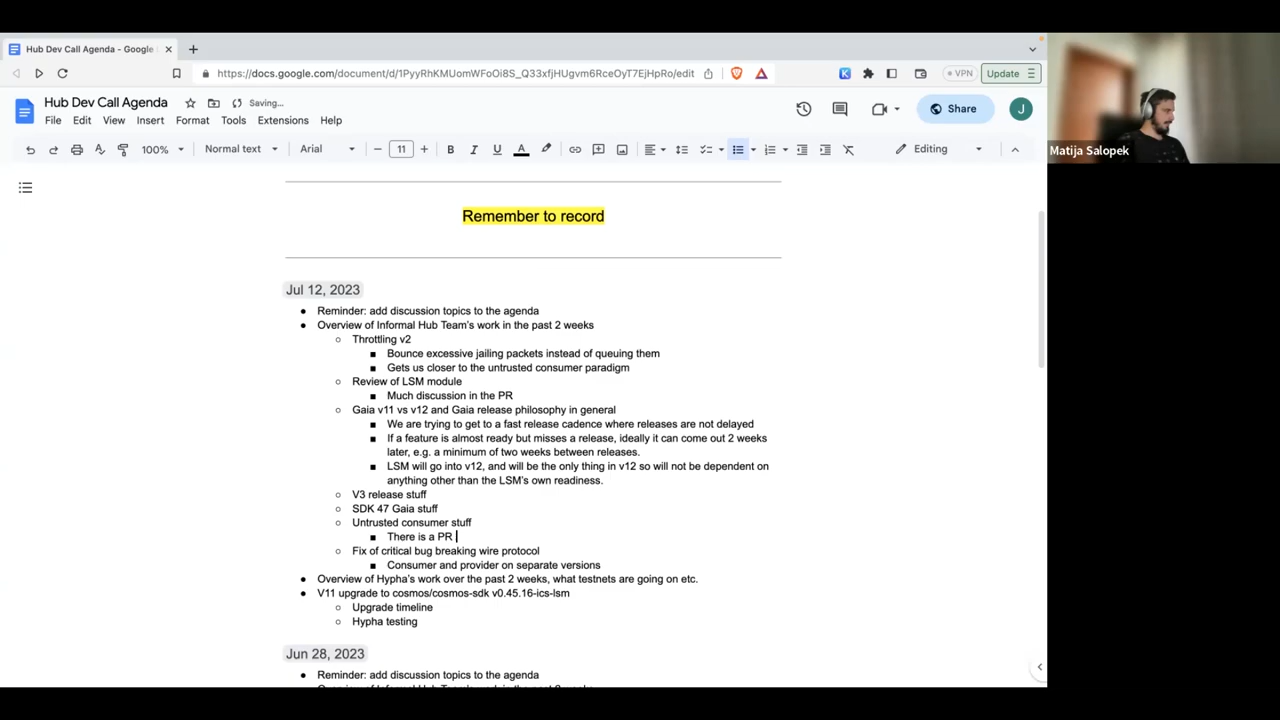 Hub Dev Call Agenda - Google
https://docs.google.com/document/d/1PyyRhKMUomWFoOi8S_Q33xfjHUgvm6RceOyT7EjHpRo/edit
VPN
Update
Hub Dev Call Agenda
Saving...
File Edit View Insert Format Tools Extensions Help
Share
J
100%
Normal text
Arial
11
B I U A
Editing
Matija Salopek
Remember to record
Jul 12, 2023
Reminder: add discussion topics to the agenda
Overview of Informal Hub Team's work in the past 2 weeks
Throttling v2
Bounce excessive jailing packets instead of queuing them
Gets us closer to the untrusted consumer paradigm
Review of LSM module
Much discussion in the PR
Gaia v11 vs v12 and Gaia release philosophy in general
We are trying to get to a fast release cadence where releases are not delayed
If a feature is almost ready but misses a release, ideally it can come out 2 weeks
later, e.g. a minimum of two weeks between releases.
LSM will go into v12, and will be the only thing in v12 so will not be dependent on
anything other than the LSM's own readiness.
V3 release stuff
SDK 47 Gaia stuff
Untrusted consumer stuff
There is a PR
Fix of critical bug breaking wire protocol
Consumer and provider on separate versions
Overview of Hypha's work over the past 2 weeks, what testnets are going on etc.
V11 upgrade to cosmos/cosmos-sdk v0.45.16-ics-lsm
Upgrade timeline
Hypha testing
Jun 28, 2023
Reminder: add discussion topics to the agenda